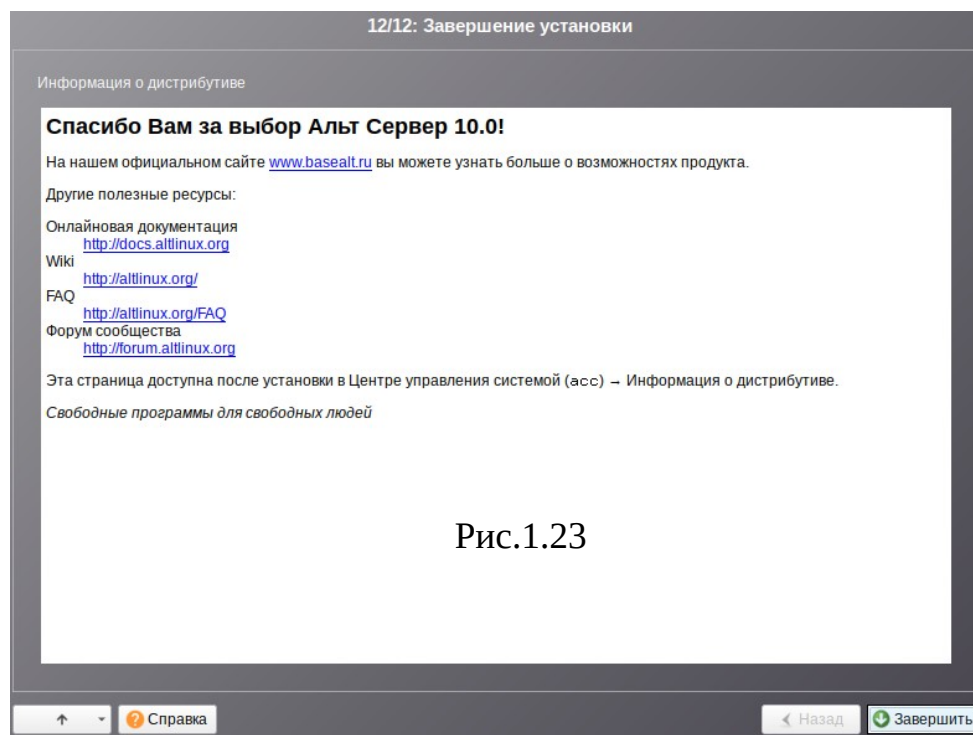 12/12: Завершение установки
Информация о дистрибутиве
Спасибо Вам за выбор Альт Сервер 10.0!
На нашем официальном сайте www.basealt.ru вы можете узнать больше о возможностях продукта.
Другие полезные ресурсы:
Онлайновая документация
http://docs.altlinux.org
Wiki
http://altlinux.org/
FAQ
http://altlinux.org/FAQ
Форум сообщества
http://forum.altlinux.org
Эта страница доступна после установки в Центре управления системой (acc) → Информация о дистрибутиве.
Свободные программы для свободных людей
Рис.1.23
Справка
Назад
Завершить